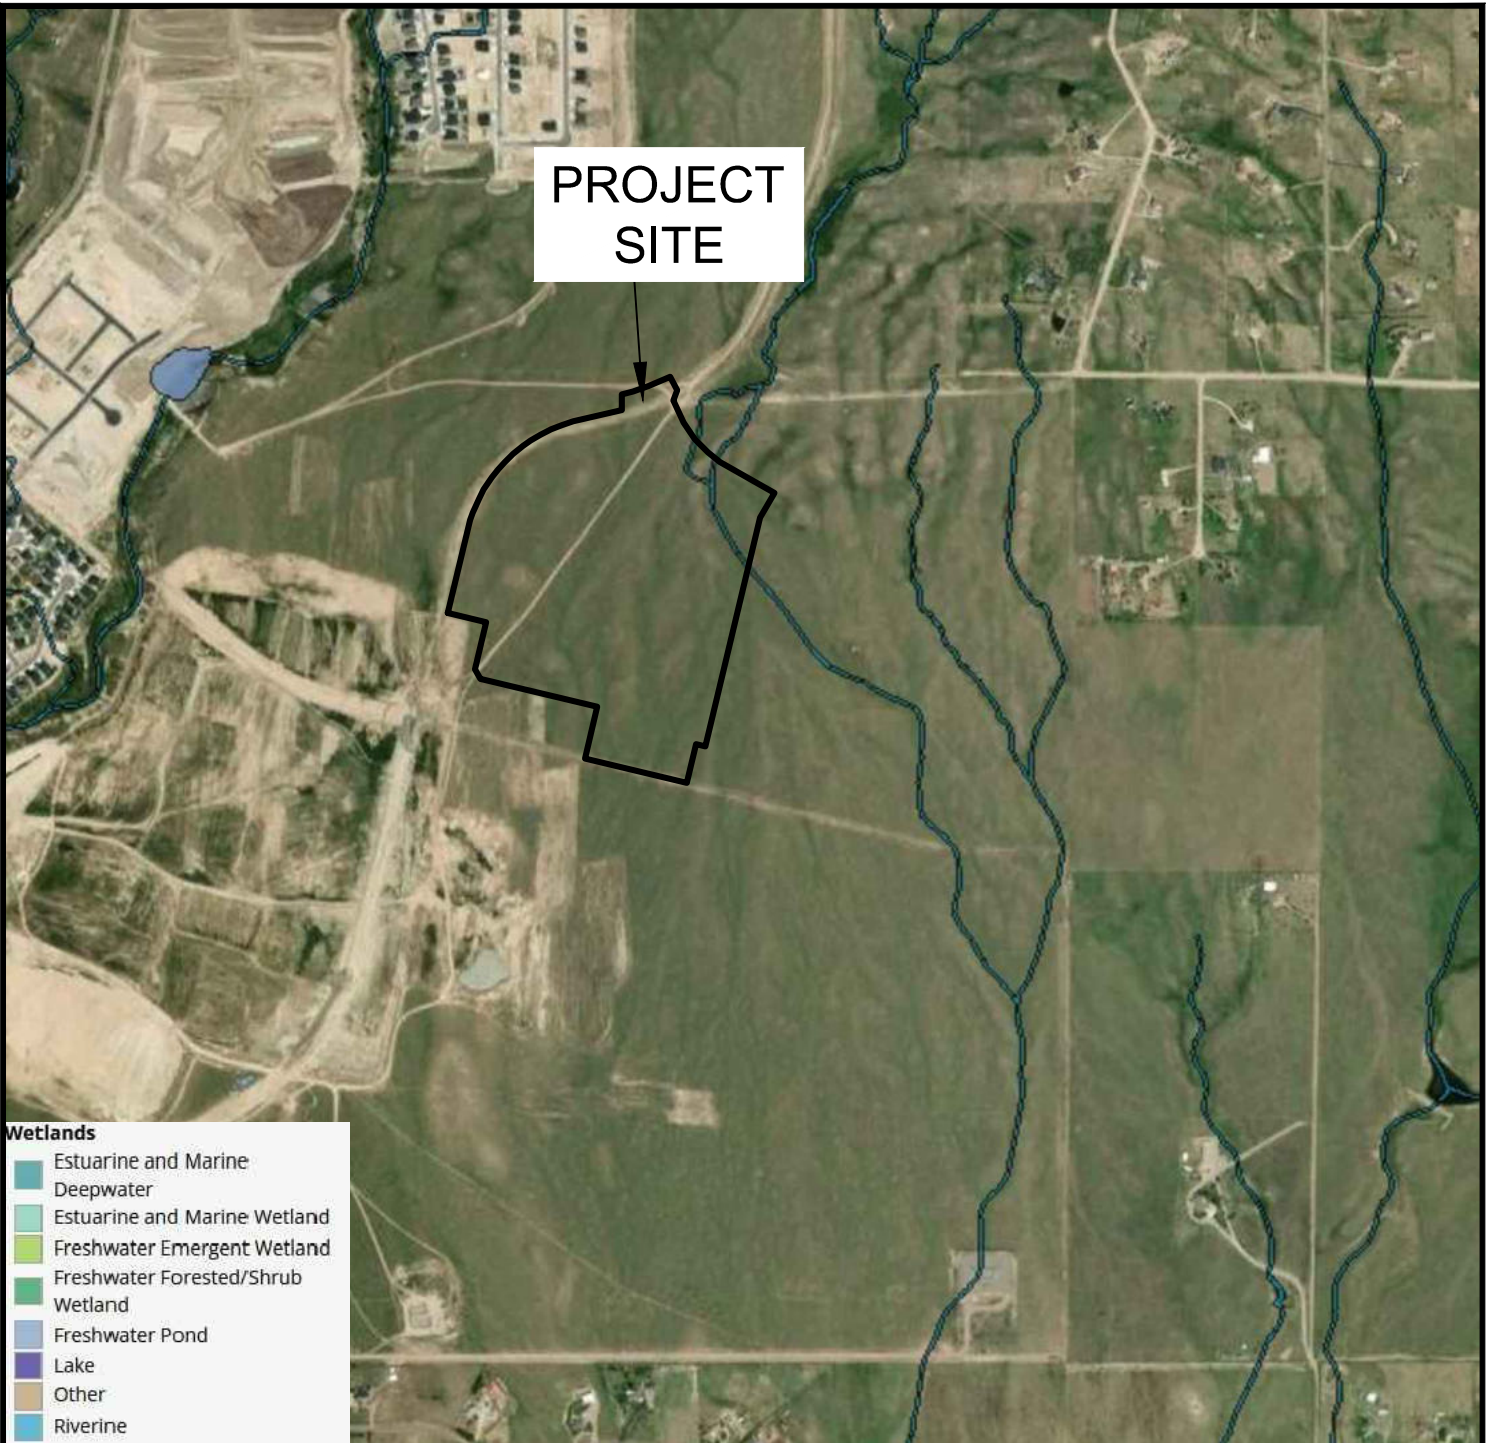 PROJECT
SITE
Wetlands
Estuarine and Marine
Deepwater
Estuarine and Marine Wetland
Freshwater Emergent Wetland
Freshwater Forested/Shrub
Wetland
Freshwater Pond
Lake
Other
Riverine